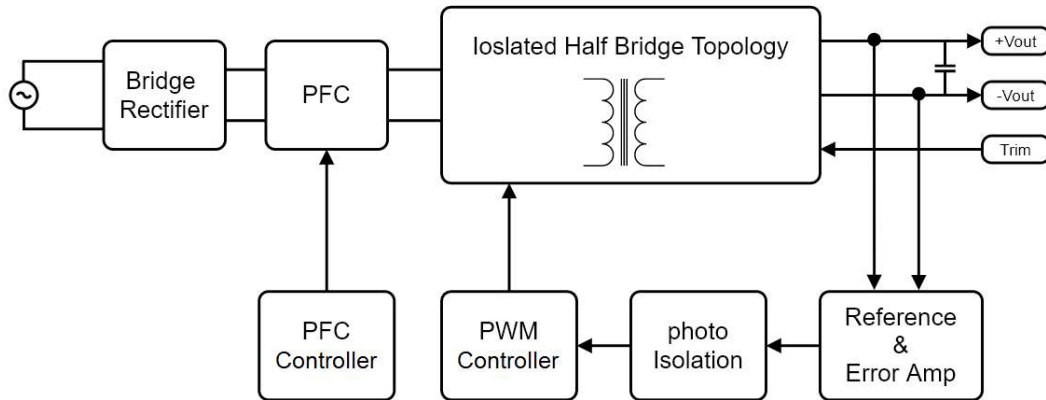 Ioslated Half Bridge Topology
+Vout
Bridge
Rectifier
PFC
-Vout
Trim
PFC
Controller
PWM
Controller
photo
Isolation
Reference
&
Error Amp